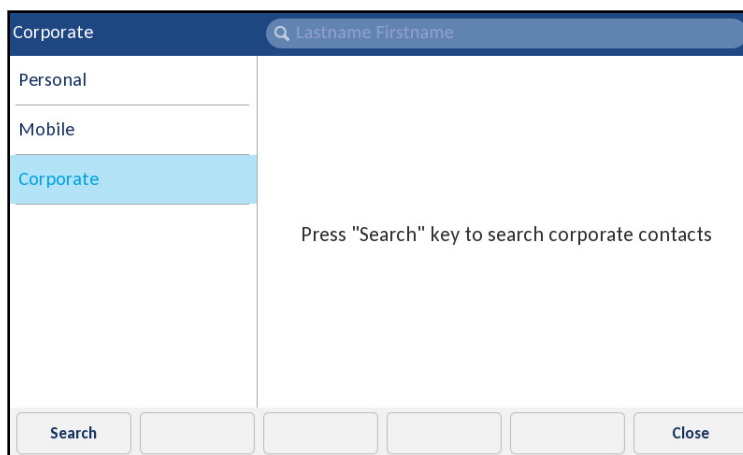 Corporate
Lastname Firstname
Personal
Mobile
Corporate
Press "Search" key to search corporate contacts
Search
Close